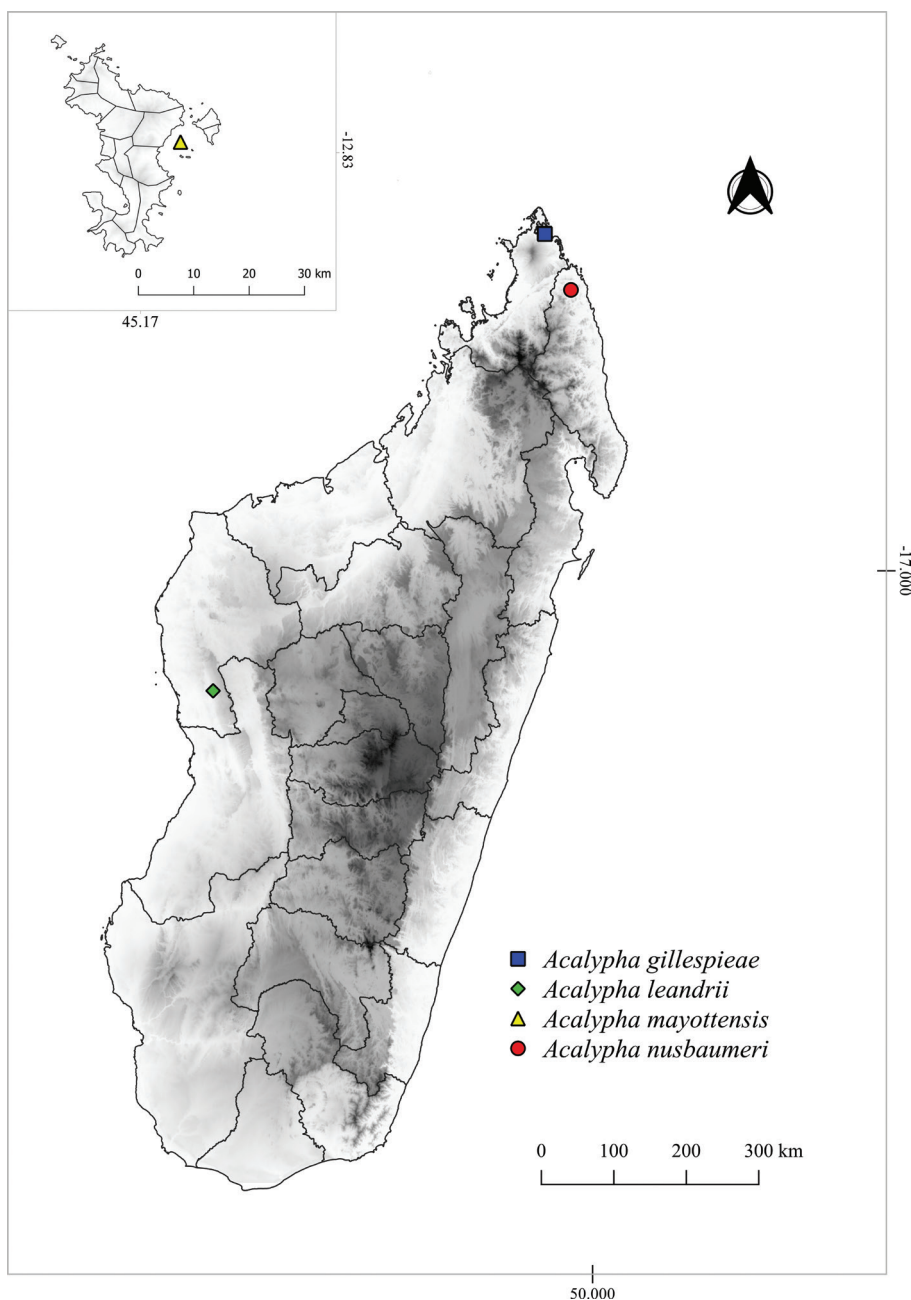 -12.83
0 10 20 30 km
45.17
-17.000
Acalypha gillespieae
Acalypha leandrii
Acalypha mayottensis
Acalypha nusbaumeri
0 100 200 300 km
50.000